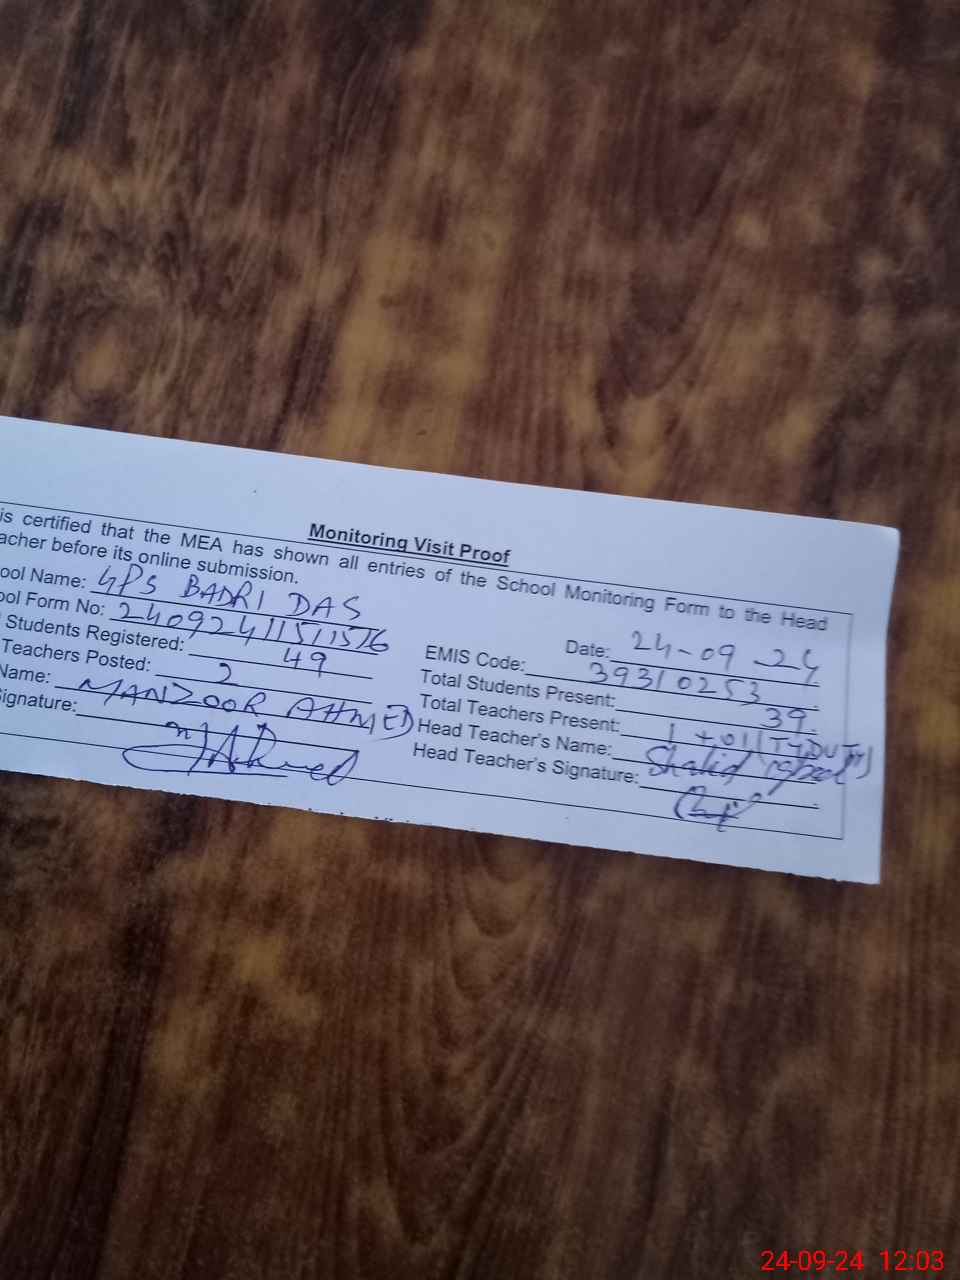 Monitoring Visit Proof
is certified that the MEA has shown all entries of the School Monitoring Form to the Head
acher before its online submission.
Date: 24-09-24
ool Name: GPS BADRI DAS
EMIS Code: 39310253
ool Form No: 24092411511576
Total Students Present: 39
Students Registered: 49
Total Teachers Present: 1 + 01 (TYDUTY)
Teachers Posted: 2
Head Teacher's Name: Shahid Iqbal
Name: MANZOOR AHMED
Head Teacher's Signature:
ignature:
24-09-24 12:03